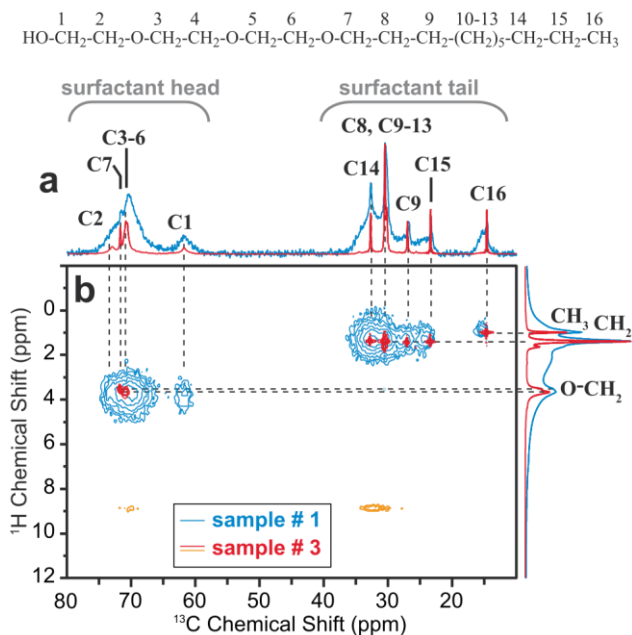 1 2 3 4 5 6 7 8 9 10-13 14 15 16
HO-CH₂-CH₂-O-CH₂-CH₂-O-CH₂-CH₂-O-CH₂-CH₂-CH₂-(CH₂)₅-CH₂-CH₂-CH₃
surfactant head surfactant tail
C8, C9-13
C3-6
C7 C14 C15
C9 C16
C2 C1
a
b
0
2
4
6
8
10
12
¹H Chemical Shift (ppm)
CH₃ CH₂
O-CH₂
sample # 1
sample # 3
80 70 60 50 40 30 20 10
¹³C Chemical Shift (ppm)